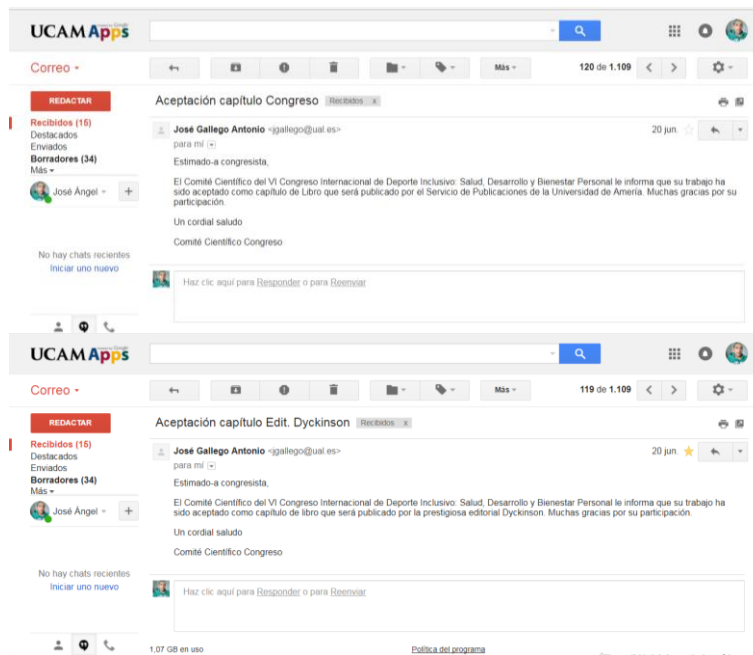 UCAMApps
Correo
Más
120 de 1.109
REDACTAR
Aceptación capítulo Congreso Recibidos x
Recibidos (15)
Destacados
Enviados
Borradores (34)
Más
José Ángel
No hay chats recientes
Iniciar uno nuevo
José Gallego Antonio <jgallego@ual.es>
20 jun.
para mí
Estimado-a congresista,
El Comité Científico del VI Congreso Internacional de Deporte Inclusivo: Salud, Desarrollo y Bienestar Personal le informa que su trabajo ha
sido aceptado como capítulo de Libro que será publicado por el Servicio de Publicaciones de la Universidad de Amería. Muchas gracias por su
participación.
Un cordial saludo
Comité Científico Congreso
Haz clic aquí para Responder o para Reenviar
UCAMApps
Correo
Más
119 de 1.109
REDACTAR
Aceptación capítulo Edit. Dyckinson Recibidos x
Recibidos (15)
Destacados
Enviados
Borradores (34)
Más
José Ángel
No hay chats recientes
Iniciar uno nuevo
José Gallego Antonio <jgallego@ual.es>
20 jun.
para mí
Estimado-a congresista,
El Comité Científico del VI Congreso Internacional de Deporte Inclusivo: Salud, Desarrollo y Bienestar Personal le informa que su trabajo ha
sido aceptado como capítulo de libro que será publicado por la prestigiosa editorial Dyckinson. Muchas gracias por su participación.
Un cordial saludo
Comité Científico Congreso
Haz clic aquí para Responder o para Reenviar
1,07 GB en uso
Política del programa